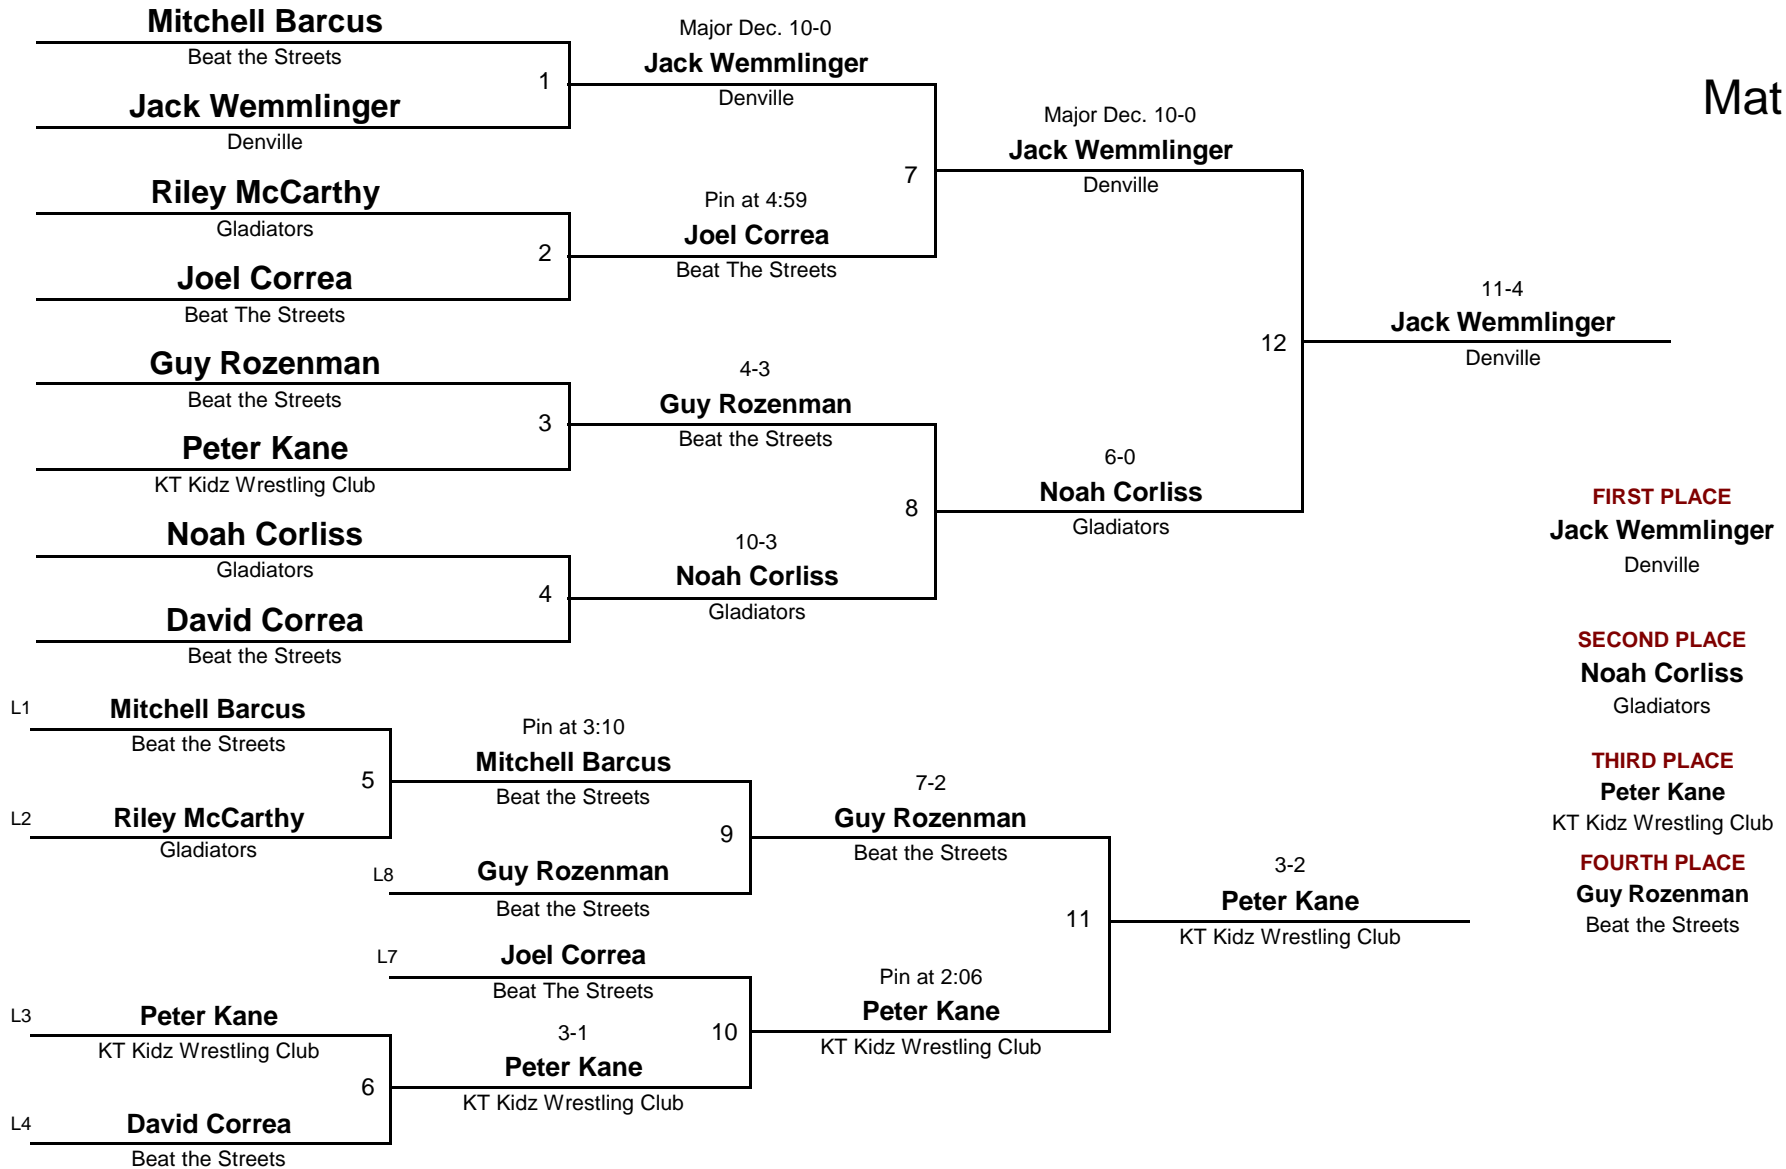 Mitchell Barcus
Beat the Streets
1
Jack Wemmlinger
Denville
Major Dec. 10-0
Jack Wemmlinger
Denville
Riley McCarthy
Gladiators
2
Joel Correa
Beat The Streets
Pin at 4:59
Joel Correa
Beat The Streets
7
Major Dec. 10-0
Jack Wemmlinger
Denville
Mat
Guy Rozenman
Beat the Streets
3
Peter Kane
KT Kidz Wrestling Club
4-3
Guy Rozenman
Beat the Streets
Noah Corliss
Gladiators
4
David Correa
Beat the Streets
10-3
Noah Corliss
Gladiators
8
6-0
Noah Corliss
Gladiators
12
11-4
Jack Wemmlinger
Denville
FIRST PLACE
Jack Wemmlinger
Denville
SECOND PLACE
Noah Corliss
Gladiators
THIRD PLACE
Peter Kane
KT Kidz Wrestling Club
FOURTH PLACE
Guy Rozenman
Beat the Streets
L1
Mitchell Barcus
Beat the Streets
5
L2
Riley McCarthy
Gladiators
Pin at 3:10
Mitchell Barcus
Beat the Streets
9
L8
Guy Rozenman
Beat the Streets
7-2
Guy Rozenman
Beat the Streets
L7
Joel Correa
Beat The Streets
L3
Peter Kane
KT Kidz Wrestling Club
6
L4
David Correa
Beat the Streets
3-1
Peter Kane
KT Kidz Wrestling Club
10
Pin at 2:06
Peter Kane
KT Kidz Wrestling Club
11
3-2
Peter Kane
KT Kidz Wrestling Club